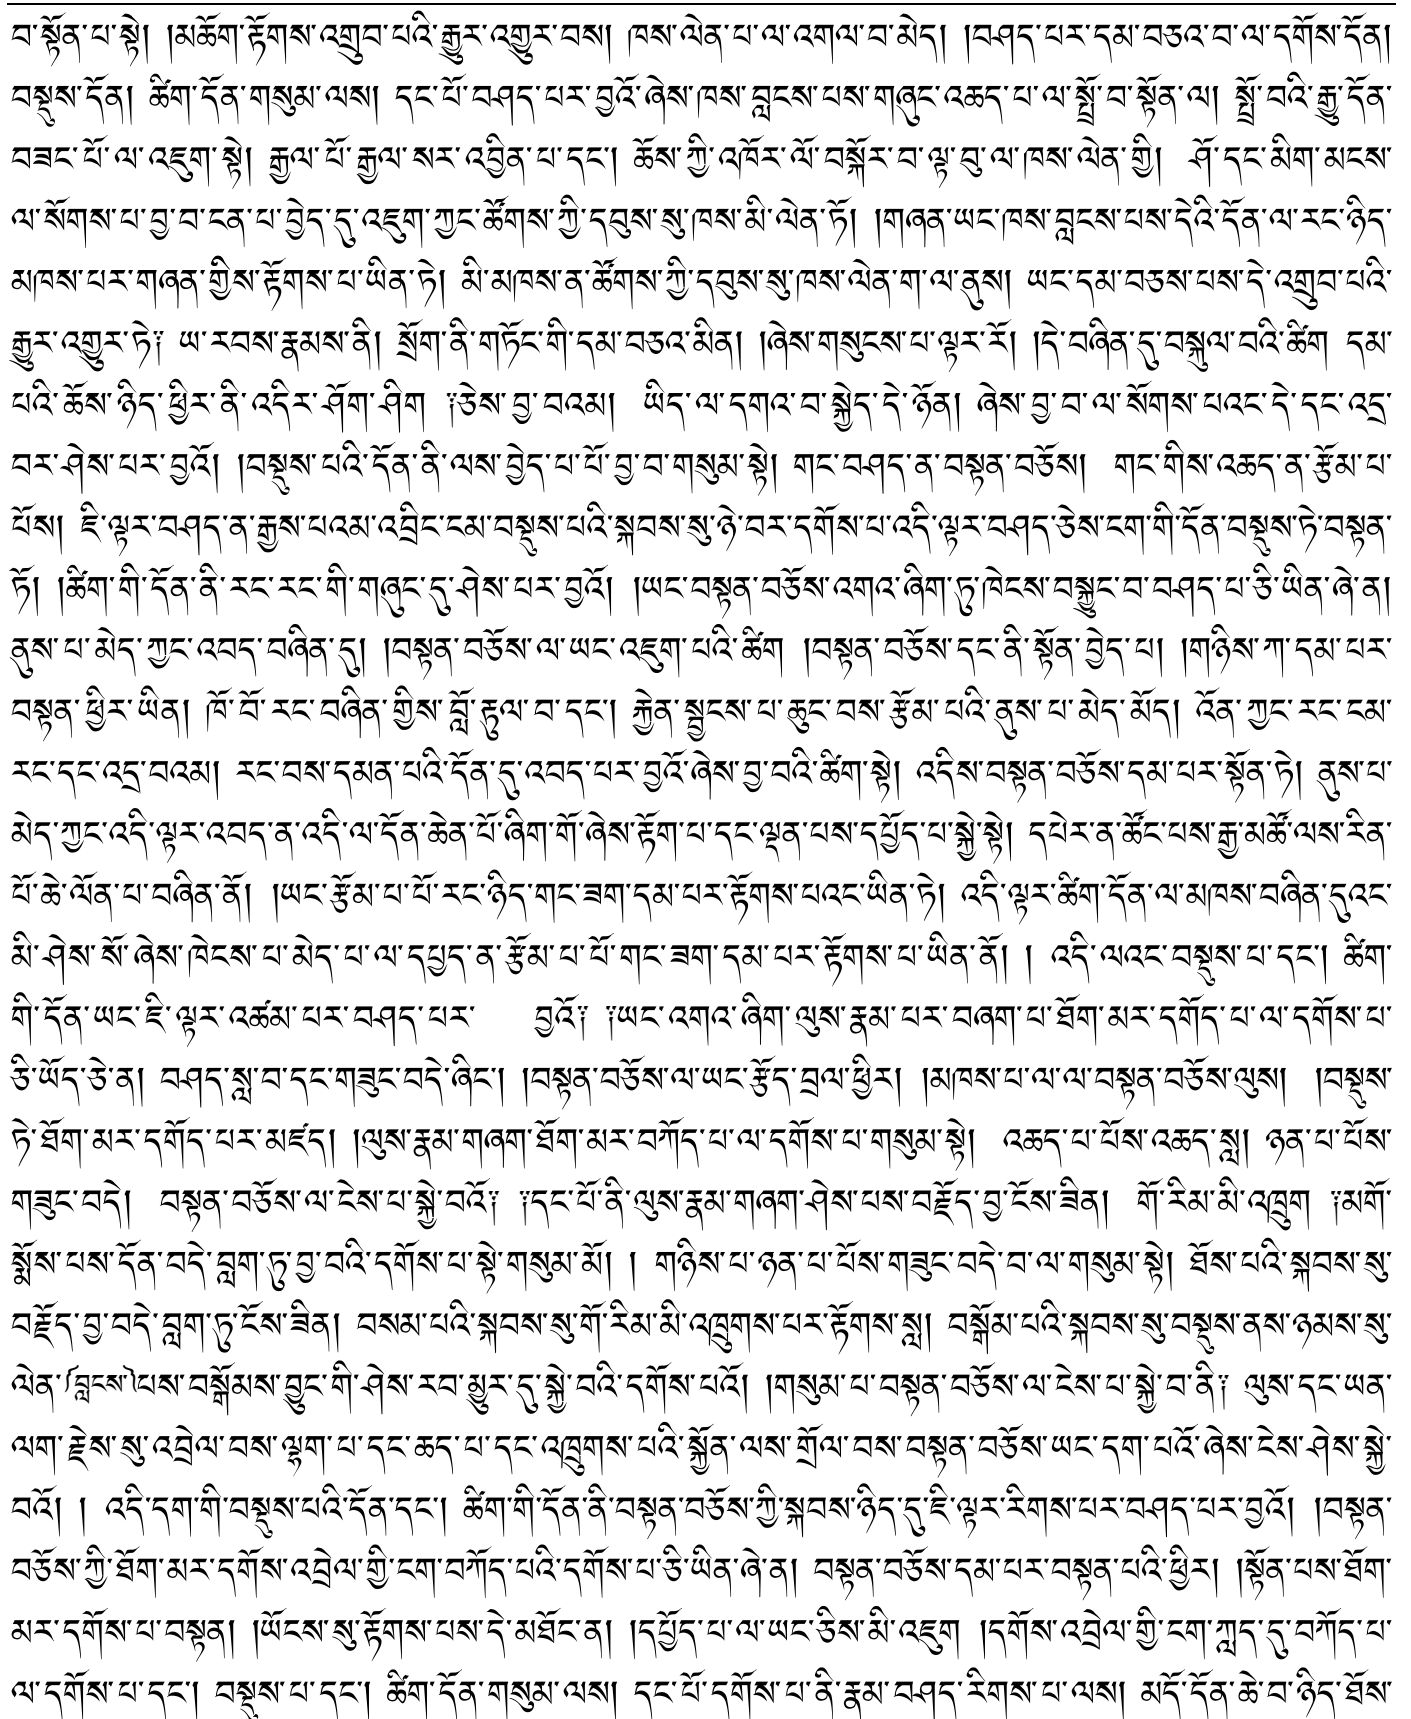 བ་སྟོན་པ་སྟེ། །མཆོག་རྟོགས་འགྲུབ་པའི་རྒྱུར་འགྱུར་བས། ཁས་ལེན་པ་ལ་འགལ་བ་མེད། །བཤད་པར་དམ་བཅའ་བ་ལ་དགོས་དོན།
བསྡུས་དོན། ཚིག་དོན་གསུམ་ལས། དང་པོ་བཤད་པར་བྱའོ་ཞེས་ཁས་བླངས་པས་གཞུང་འཆད་པ་ལ་སྤྲོ་བ་སྟོན་ལ། སྤྲོ་བའི་རྒྱུ་དོན་
བཟང་པོ་ལ་འཇུག་སྟེ། རྒྱལ་པོ་རྒྱལ་སར་འབྱིན་པ་དང་། ཆོས་ཀྱི་འཁོར་ལོ་བསྐོར་བ་ལྟ་བུ་ལ་ཁས་ལེན་གྱི། ཤོ་དང་མིག་མངས་
ལ་སོགས་པ་བྱ་བ་ངན་པ་བྱེད་དུ་འཇུག་ཀྱང་ཚོགས་ཀྱི་དབུས་སུ་ཁས་མི་ལེན་ཏོ། །གཞན་ཡང་ཁས་བླངས་པས་དེའི་དོན་ལ་རང་ཉིད་
མཁས་པར་གཞན་གྱིས་རྟོགས་པ་ཡིན་ཏེ། མི་མཁས་ན་ཚོགས་ཀྱི་དབུས་སུ་ཁས་ལེན་ག་ལ་ནུས། ཡང་དམ་བཅས་པས་དེ་འགྲུབ་པའི་
རྒྱུར་འགྱུར་ཏེ༑ ཡ་རབས་རྣམས་ནི། སྲོག་ནི་གཏོང་གི་དམ་བཅའ་མིན། །ཞེས་གསུངས་པ་ལྟར་རོ། །དེ་བཞིན་དུ་བསྐུལ་བའི་ཚིག དམ་
པའི་ཆོས་ཉིད་ཕྱིར་ནི་འདིར་ཤོག་ཤིག ༑ཅེས་བྱ་བའམ། ཡིད་ལ་དགའ་བ་སྐྱེད་དེ་ཉོན། ཞེས་བྱ་བ་ལ་སོགས་པའང་དེ་དང་འདྲ་
བར་ཤེས་པར་བྱའོ། །བསྡུས་པའི་དོན་ནི་ལས་བྱེད་པ་པོ་བྱ་བ་གསུམ་སྟེ། གང་བཤད་ན་བསྟན་བཅོས། གང་གིས་འཆད་ན་རྩོམ་པ་
པོས། ཇི་ལྟར་བཤད་ན་རྒྱས་པའམ་འབྲིང་ངམ་བསྡུས་པའི་སྐབས་སུ་ཉེ་བར་དགོས་པ་འདི་ལྟར་བཤད་ཅེས་ངག་གི་དོན་བསྡུས་ཏེ་བསྟན་
ཏོ། །ཚིག་གི་དོན་ནི་རང་རང་གི་གཞུང་དུ་ཤེས་པར་བྱའོ། །ཡང་བསྟན་བཅོས་འགའ་ཞིག་ཏུ་ཁེངས་བསྐྱུང་བ་བཤད་པ་ཅི་ཡིན་ཞེ་ན།
ནུས་པ་མེད་ཀྱང་འབད་བཞིན་དུ། །བསྟན་བཅོས་ལ་ཡང་འཇུག་པའི་ཚིག །བསྟན་བཅོས་དང་ནི་སྟོན་བྱེད་པ། །གཉིས་ཀ་དམ་པར་
བསྟན་ཕྱིར་ཡིན། ཁོ་བོ་རང་བཞིན་གྱིས་བློ་རྟུལ་བ་དང་། རྐྱེན་སྦྱངས་པ་ཆུང་བས་རྩོམ་པའི་ནུས་པ་མེད་མོད། འོན་ཀྱང་རང་ངམ་
རང་དང་འདྲ་བའམ། རང་བས་དམན་པའི་དོན་དུ་འབད་པར་བྱའོ་ཞེས་བྱ་བའི་ཚིག་སྟེ། འདིས་བསྟན་བཅོས་དམ་པར་སྟོན་ཏེ། ནུས་པ་
མེད་ཀྱང་འདི་ལྟར་འབད་ན་འདི་ལ་དོན་ཆེན་པོ་ཞིག་གོ་ཞེས་རྟོག་པ་དང་ལྡན་པས་དཔྱོད་པ་སྐྱེ་སྟེ། དཔེར་ན་ཚོང་པས་རྒྱ་མཚོ་ལས་རིན་
པོ་ཆེ་ལོན་པ་བཞིན་ནོ། །ཡང་རྩོམ་པ་པོ་རང་ཉིད་གང་ཟག་དམ་པར་རྟོགས་པའང་ཡིན་ཏེ། འདི་ལྟར་ཚིག་དོན་ལ་མཁས་བཞིན་དུའང་
མི་ཤེས་སོ་ཞེས་ཁེངས་པ་མེད་པ་ལ་དཔྱད་ན་རྩོམ་པ་པོ་གང་ཟག་དམ་པར་རྟོགས་པ་ཡིན་ནོ། ། འདི་ལའང་བསྡུས་པ་དང་། ཚིག་
གི་དོན་ཡང་ཇི་ལྟར་འཚམ་པར་བཤད་པར་ བྱའོ༑ ༑ཡང་འགའ་ཞིག་ལུས་རྣམ་པར་བཞག་པ་ཐོག་མར་དགོད་པ་ལ་དགོས་པ་
ཅི་ཡོད་ཅེ་ན། བཤད་སླ་བ་དང་གཟུང་བདེ་ཞིང་། །བསྟན་བཅོས་ལ་ཡང་རྩོད་བྲལ་ཕྱིར། །མཁས་པ་ལ་ལ་བསྟན་བཅོས་ལུས། །བསྡུས་
ཏེ་ཐོག་མར་དགོད་པར་མཛད། །ལུས་རྣམ་གཞག་ཐོག་མར་བཀོད་པ་ལ་དགོས་པ་གསུམ་སྟེ། འཆད་པ་པོས་འཆད་སླ། ཉན་པ་པོས་
གཟུང་བདེ། བསྟན་བཅོས་ལ་ངེས་པ་སྐྱེ་བའོ༑ ༑དང་པོ་ནི་ལུས་རྣམ་གཞག་ཤེས་པས་བརྗོད་བྱ་ངོས་ཟིན། གོ་རིམ་མི་འཁྲུག ༑མགོ་
སྨོས་པས་དོན་བདེ་བླག་ཏུ་བྱ་བའི་དགོས་པ་སྟེ་གསུམ་མོ། ། གཉིས་པ་ཉན་པ་པོས་གཟུང་བདེ་བ་ལ་གསུམ་སྟེ། ཐོས་པའི་སྐབས་སུ་
བརྗོད་བྱ་བདེ་བླག་ཏུ་ངོས་ཟིན། བསམ་པའི་སྐབས་སུ་གོ་རིམ་མི་འཁྲུགས་པར་རྟོགས་སླ། བསྒོམ་པའི་སྐབས་སུ་བསྡུས་ནས་ཉམས་སུ་
ལེན་༼བླངས་༽པས་བསྒོམས་བྱུང་གི་ཤེས་རབ་མྱུར་དུ་སྐྱེ་བའི་དགོས་པའོ། །གསུམ་པ་བསྟན་བཅོས་ལ་ངེས་པ་སྐྱེ་བ་ནི༑ ལུས་དང་ཡན་
ལག་རྗེས་སུ་འབྲེལ་བས་ལྷག་པ་དང་ཆད་པ་དང་འཁྲུགས་པའི་སྐྱོན་ལས་གྲོལ་བས་བསྟན་བཅོས་ཡང་དག་པའོ་ཞེས་ངེས་ཤེས་སྐྱེ་
བའོ། ། འདི་དག་གི་བསྡུས་པའི་དོན་དང་། ཚིག་གི་དོན་ནི་བསྟན་བཅོས་ཀྱི་སྐབས་ཉིད་དུ་ཇི་ལྟར་རིགས་པར་བཤད་པར་བྱའོ། །བསྟན་
བཅོས་ཀྱི་ཐོག་མར་དགོས་འབྲེལ་གྱི་ངག་བཀོད་པའི་དགོས་པ་ཅི་ཡིན་ཞེ་ན། བསྟན་བཅོས་དམ་པར་བསྟན་པའི་ཕྱིར། །སྟོན་པས་ཐོག་
མར་དགོས་པ་བསྟན། །ཡོངས་སུ་རྟོགས་པས་དེ་མཐོང་ན། །དཔྱོད་པ་ལ་ཡང་ཅིས་མི་འཇུག །དགོས་འབྲེལ་གྱི་ངག་ཀླད་དུ་བཀོད་པ་
ལ་དགོས་པ་དང་། བསྡུས་པ་དང་། ཚིག་དོན་གསུམ་ལས། དང་པོ་དགོས་པ་ནི་རྣམ་བཤད་རིགས་པ་ལས། མདོ་དོན་ཆེ་བ་ཉིད་ཐོས་